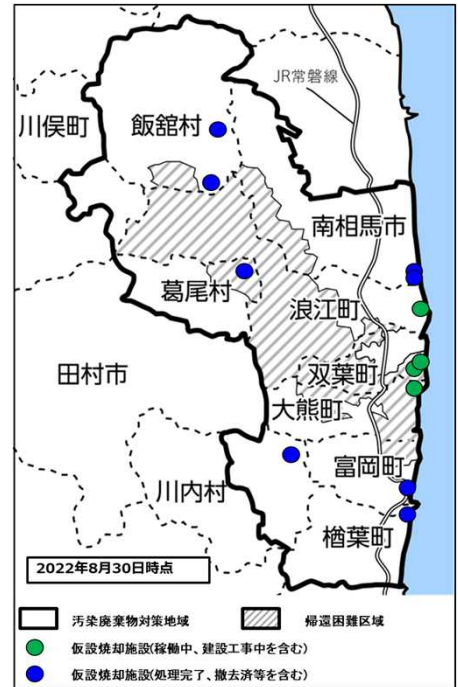 JR常磐線
川俣町
飯舘村
南相馬市
葛尾村
浪江町
田村市
双葉町
大熊町
富岡町
川内村
楢葉町
2022年8月30日時点
汚染廃棄物対策地域
帰還困難区域
仮設焼却施設(稼働中、建設工事中を含む)
仮設焼却施設(処理完了、撤去済等を含む)